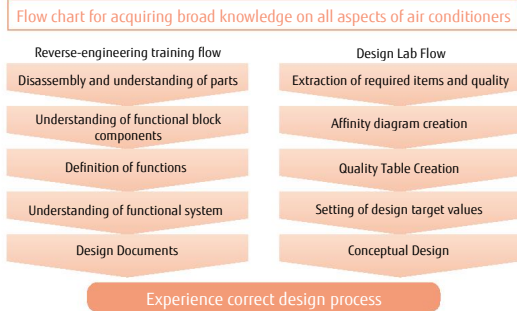 Flow chart for acquiring broad knowledge on all aspects of air conditioners
Reverse-engineering training flow
Disassembly and understanding of parts
Understanding of functional block
components
Definition of functions
Understanding of functional system
Design Documents
Design Lab Flow
Extraction of required items and quality
Affinity diagram creation
Quality Table Creation
Setting of design target values
Conceptual Design
Experience correct design process